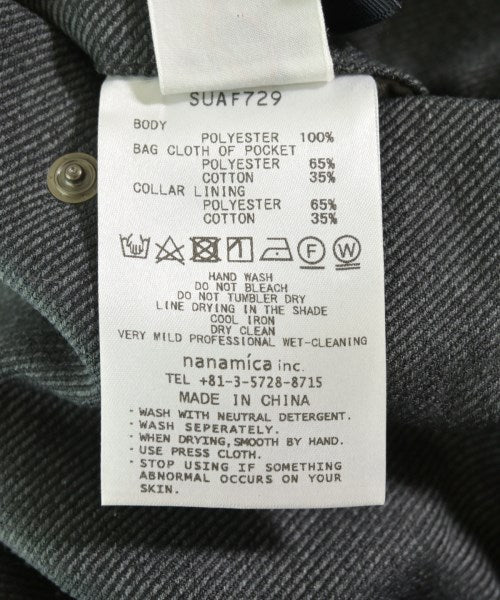 SUAF729
BODY
POLYESTER 100%
BAG CLOTH OF POCKET
POLYESTER 65%
COTTON 35%
COLLAR LINING
POLYESTER 65%
COTTON 35%
F W
HAND WASH
DO NOT BLEACH
DO NOT TUMBLER DRY
LINE DRYING IN THE SHADE
COOL IRON
DRY CLEAN
VERY MILD PROFESSIONAL WET-CLEANING
nanamica inc.
TEL +81-3-5728-8715
MADE IN CHINA
・WASH WITH NEUTRAL DETERGENT.
・WASH SEPERATELY.
・WHEN DRYING, SMOOTH BY HAND.
・USE PRESS CLOTH.
・STOP USING IF SOMETHING
ABNORMAL OCCURS ON YOUR
SKIN.